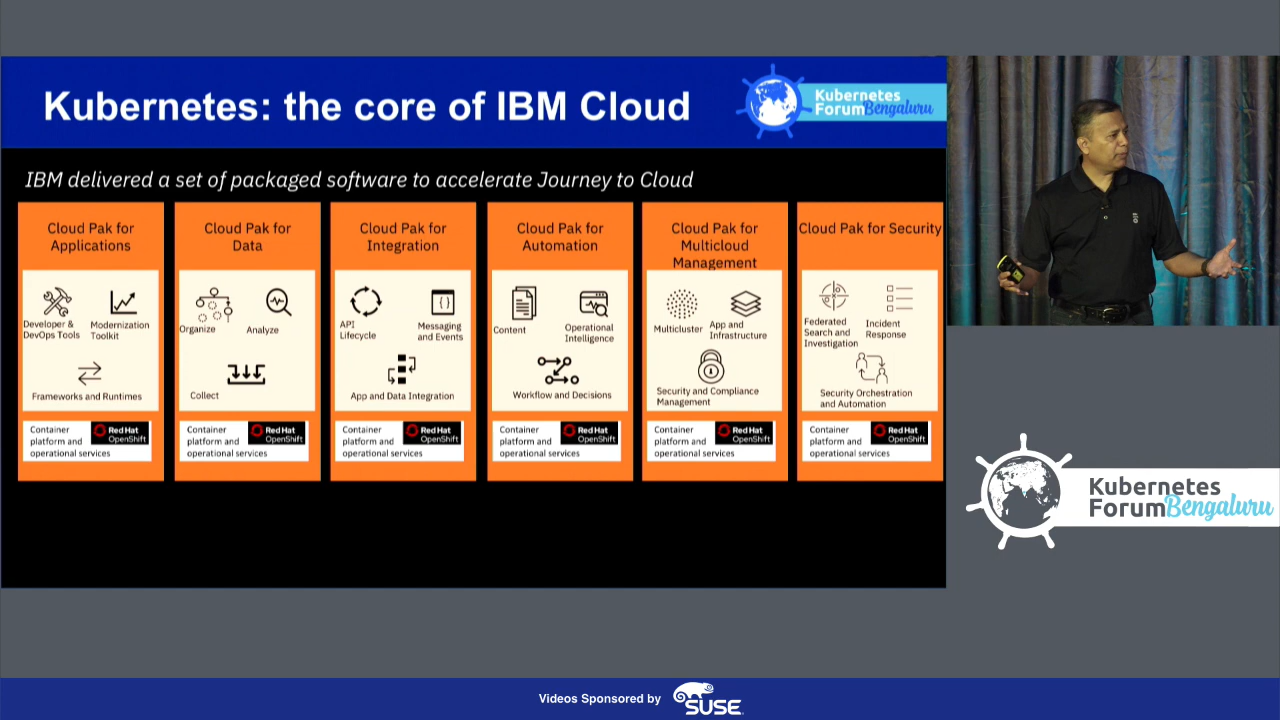 Kubernetes: the core of IBM Cloud
Kubernetes
Forum Bengaluru
IBM delivered a set of packaged software to accelerate Journey to Cloud
Cloud Pak for
Applications
Developer &
DevOps Tools
Modernization
Toolkit
Frameworks and Runtimes
Container
platform and
operational services
Red Hat
OpenShift
Cloud Pak for
Data
Organize
Analyze
Collect
Container
platform and
operational services
Red Hat
OpenShift
Cloud Pak for
Integration
API
Lifecycle
Messaging
and Events
App and Data Integration
Container
platform and
operational services
Red Hat
OpenShift
Cloud Pak for
Automation
Content
Operational
Intelligence
Workflow and Decisions
Container
platform and
operational services
Red Hat
OpenShift
Cloud Pak for
Multicloud
Management
Multicluster
App and
Infrastructure
Security and Compliance
Management
Container
platform and
operational services
Red Hat
OpenShift
Cloud Pak for Security
Federated
Search and
Investigation
Incident
Response
Security Orchestration
and Automation
Container
platform and
operational services
Red Hat
OpenShift
Kubernetes
Forum Bengaluru
Videos Sponsored by
SUSE